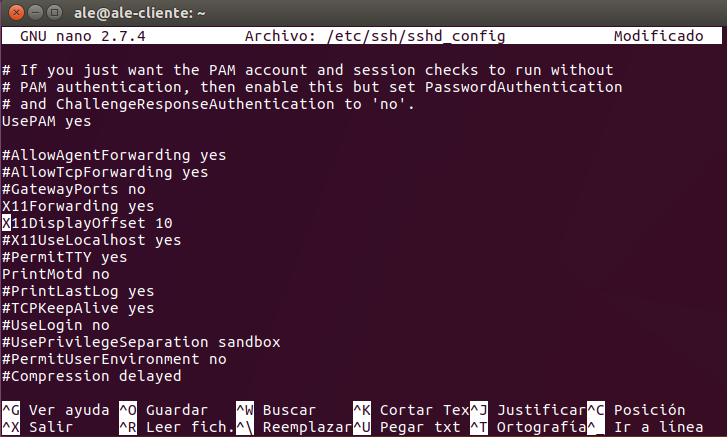 ale@ale-cliente: ~
GNU nano 2.7.4 Archivo: /etc/ssh/sshd_config Modificado
# If you just want the PAM account and session checks to run without
# PAM authentication, then enable this but set PasswordAuthentication
# and ChallengeResponseAuthentication to 'no'.
UsePAM yes
#AllowAgentForwarding yes
#AllowTcpForwarding yes
#GatewayPorts no
X11Forwarding yes
X11DisplayOffset 10
#X11UseLocalhost yes
#PermitTTY yes
PrintMotd no
#PrintLastLog yes
#TCPKeepAlive yes
#UseLogin no
#UsePrivilegeSeparation sandbox
#PermitUserEnvironment no
#Compression delayed
^G Ver ayuda ^O Guardar ^W Buscar ^K Cortar Tex^J Justificar^C Posición
^X Salir ^R Leer fich.^\ Reemplazar^U Pegar txt ^T Ortografía^_ Ir a línea